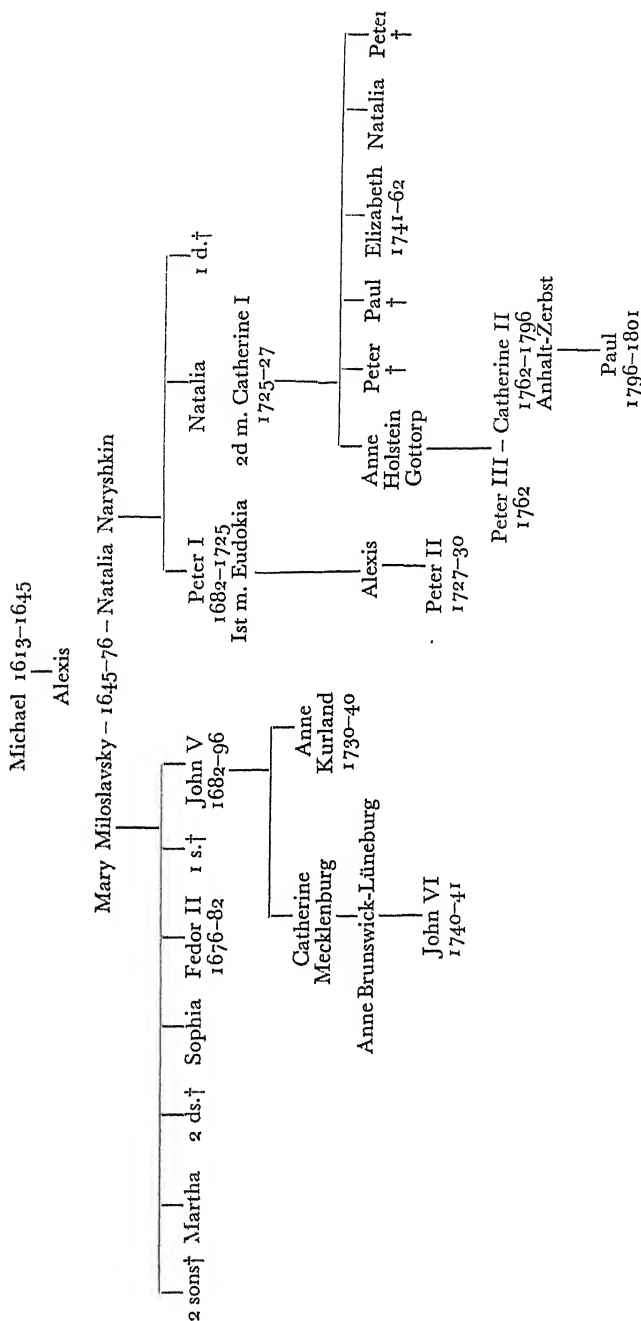 Michael 1613–1645
Alexis
Mary Miloslavsky – 1645–76 – Natalia Naryshkin
2 sons† Martha 2 ds.† Sophia Fedor II 1 s.† John V
1676–82 1682–96
Peter I Natalia 1 d.†
1682–1725 2d m. Catherine I
1st m. Eudokia 1725–27
Catherine Anne
Mecklenburg Kurland
1730–40
Anne Brunswick-Lüneburg
John VI
1740–41
Alexis
Peter II
1727–30
Anne Peter Paul Elizabeth Natalia Peter
Holstein † † 1741–62 †
Gottorp
Peter III – Catherine II
1762 1762–1796
Anhalt-Zerbst
Paul
1796–1801